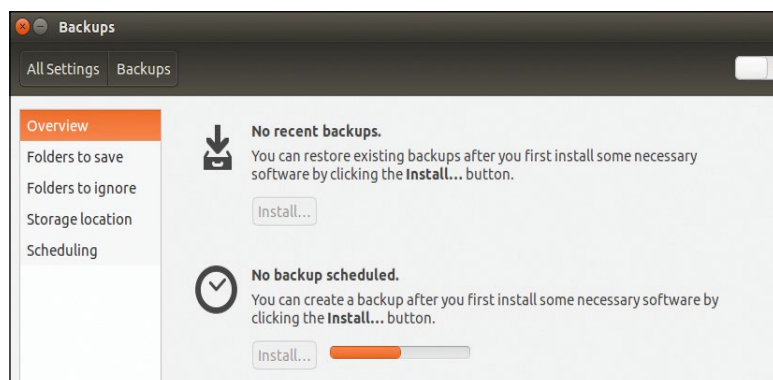 Backups
All Settings Backups
Overview
Folders to save
Folders to ignore
Storage location
Scheduling
No recent backups.
You can restore existing backups after you first install some necessary
software by clicking the Install... button.
Install...
No backup scheduled.
You can create a backup after you first install some necessary software by
clicking the Install... button.
Install...